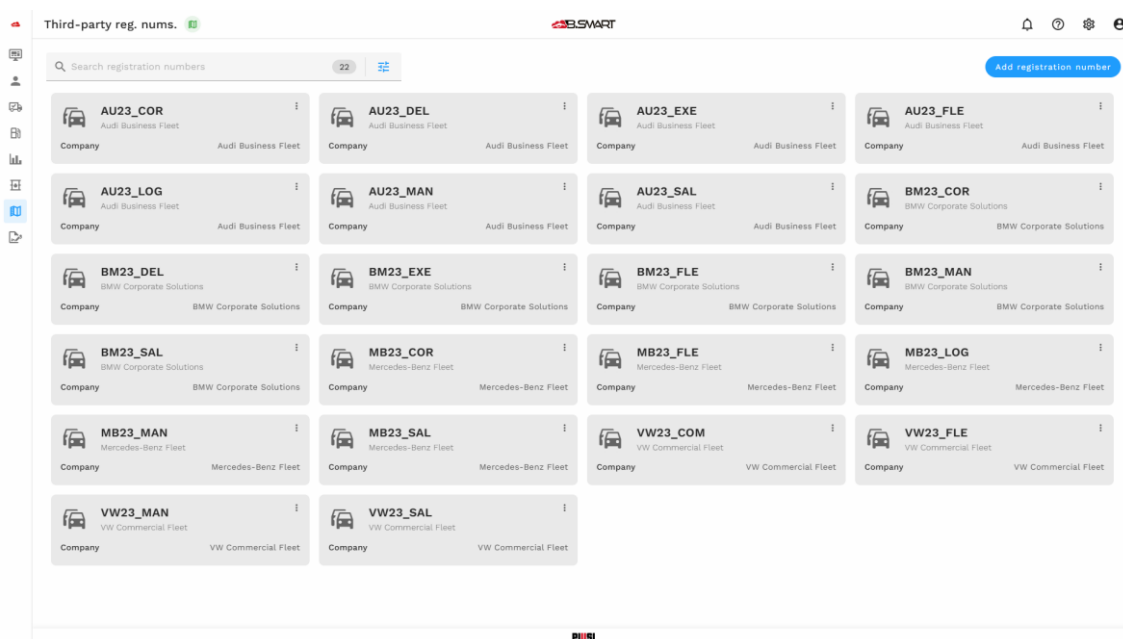 Third-party reg. nums.
B.SMART
Search registration numbers 22
Add registration number
AU23_COR
Audi Business Fleet
Company Audi Business Fleet
AU23_DEL
Audi Business Fleet
Company Audi Business Fleet
AU23_EXE
Audi Business Fleet
Company Audi Business Fleet
AU23_FLE
Audi Business Fleet
Company Audi Business Fleet
AU23_LOG
Audi Business Fleet
Company Audi Business Fleet
AU23_MAN
Audi Business Fleet
Company Audi Business Fleet
AU23_SAL
Audi Business Fleet
Company Audi Business Fleet
BM23_COR
BMW Corporate Solutions
Company BMW Corporate Solutions
BM23_DEL
BMW Corporate Solutions
Company BMW Corporate Solutions
BM23_EXE
BMW Corporate Solutions
Company BMW Corporate Solutions
BM23_FLE
BMW Corporate Solutions
Company BMW Corporate Solutions
BM23_MAN
BMW Corporate Solutions
Company BMW Corporate Solutions
BM23_SAL
BMW Corporate Solutions
Company BMW Corporate Solutions
MB23_COR
Mercedes-Benz Fleet
Company Mercedes-Benz Fleet
MB23_FLE
Mercedes-Benz Fleet
Company Mercedes-Benz Fleet
MB23_LOG
Mercedes-Benz Fleet
Company Mercedes-Benz Fleet
MB23_MAN
Mercedes-Benz Fleet
Company Mercedes-Benz Fleet
MB23_SAL
Mercedes-Benz Fleet
Company Mercedes-Benz Fleet
VW23_COM
VW Commercial Fleet
Company VW Commercial Fleet
VW23_FLE
VW Commercial Fleet
Company VW Commercial Fleet
VW23_MAN
VW Commercial Fleet
Company VW Commercial Fleet
VW23_SAL
VW Commercial Fleet
Company VW Commercial Fleet
PIUSI